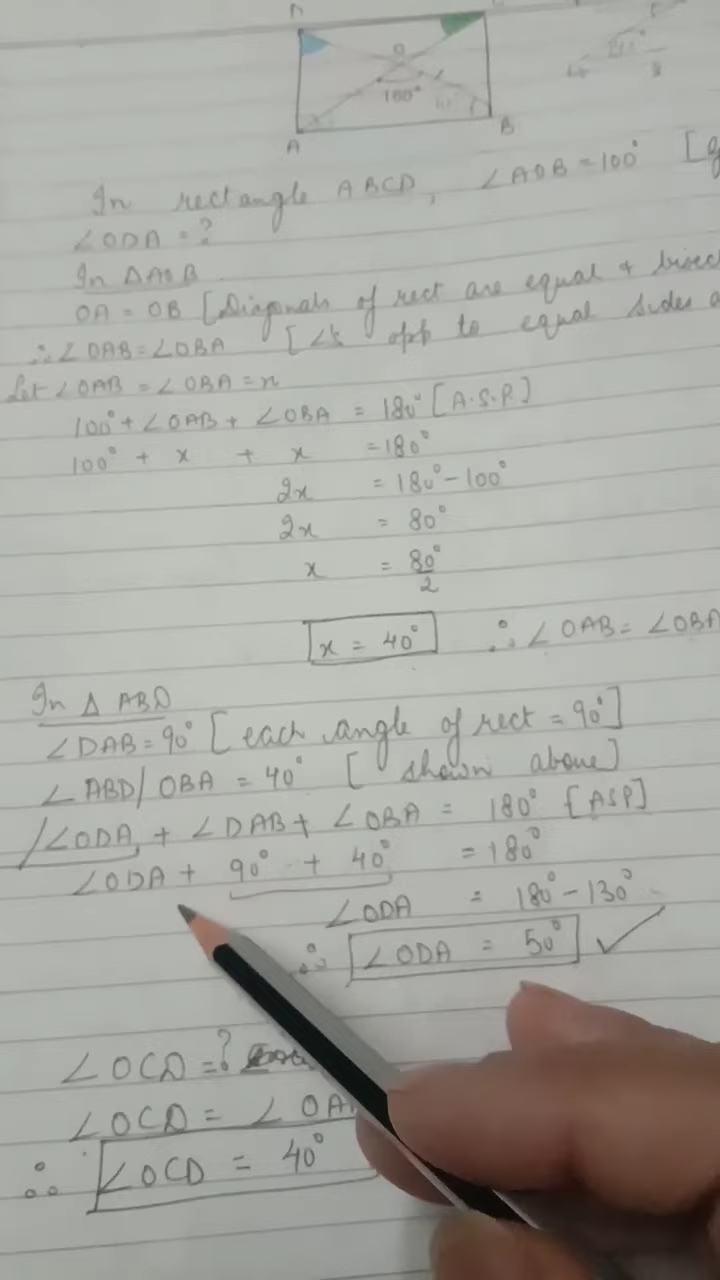 O
100°
A
B
In rectangle ABCD, ∠AOB = 100° [
∠ODA = ?
In ΔAOB
OA = OB [Diagonals of rect are equal + bisect
∴ ∠OAB = ∠OBA [∠s opp to equal sides
Let ∠OAB = ∠OBA = x
100° + ∠OAB + ∠OBA = 180° [A.S.P.]
100° + x + x = 180°
2x = 180° - 100°
2x = 80°
x = 80°/2
x = 40° ∴ ∠OAB = ∠OBA
In Δ ABD
∠DAB = 90° [each angle of rect = 90°]
∠ABD/OBA = 40° [shown above]
/∠ODA + ∠DAB + ∠OBA = 180° [ASP]
∠ODA + 90° + 40° = 180°
∠ODA = 180° - 130°
∴ ∠ODA = 50° ✓
∠OCD = ?
∠OCD = ∠OA
∴ ∠OCD = 40°